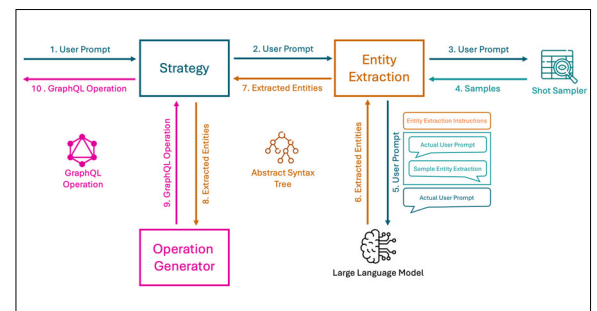 1. User Prompt
2. User Prompt
3. User Prompt
Strategy
Entity
Extraction
10 . GraphQL Operation
7. Extracted Entities
4. Samples
Shot Sampler
GraphQL
Operation
9. GraphQL Operation
8. Extracted Entities
Abstract Syntax
Tree
6. Extracted Entities
5. User Prompt
Entity Extraction Instructions
Actual User Prompt
Sample Entity Extraction
Actual User Prompt
Operation
Generator
Large Language Model